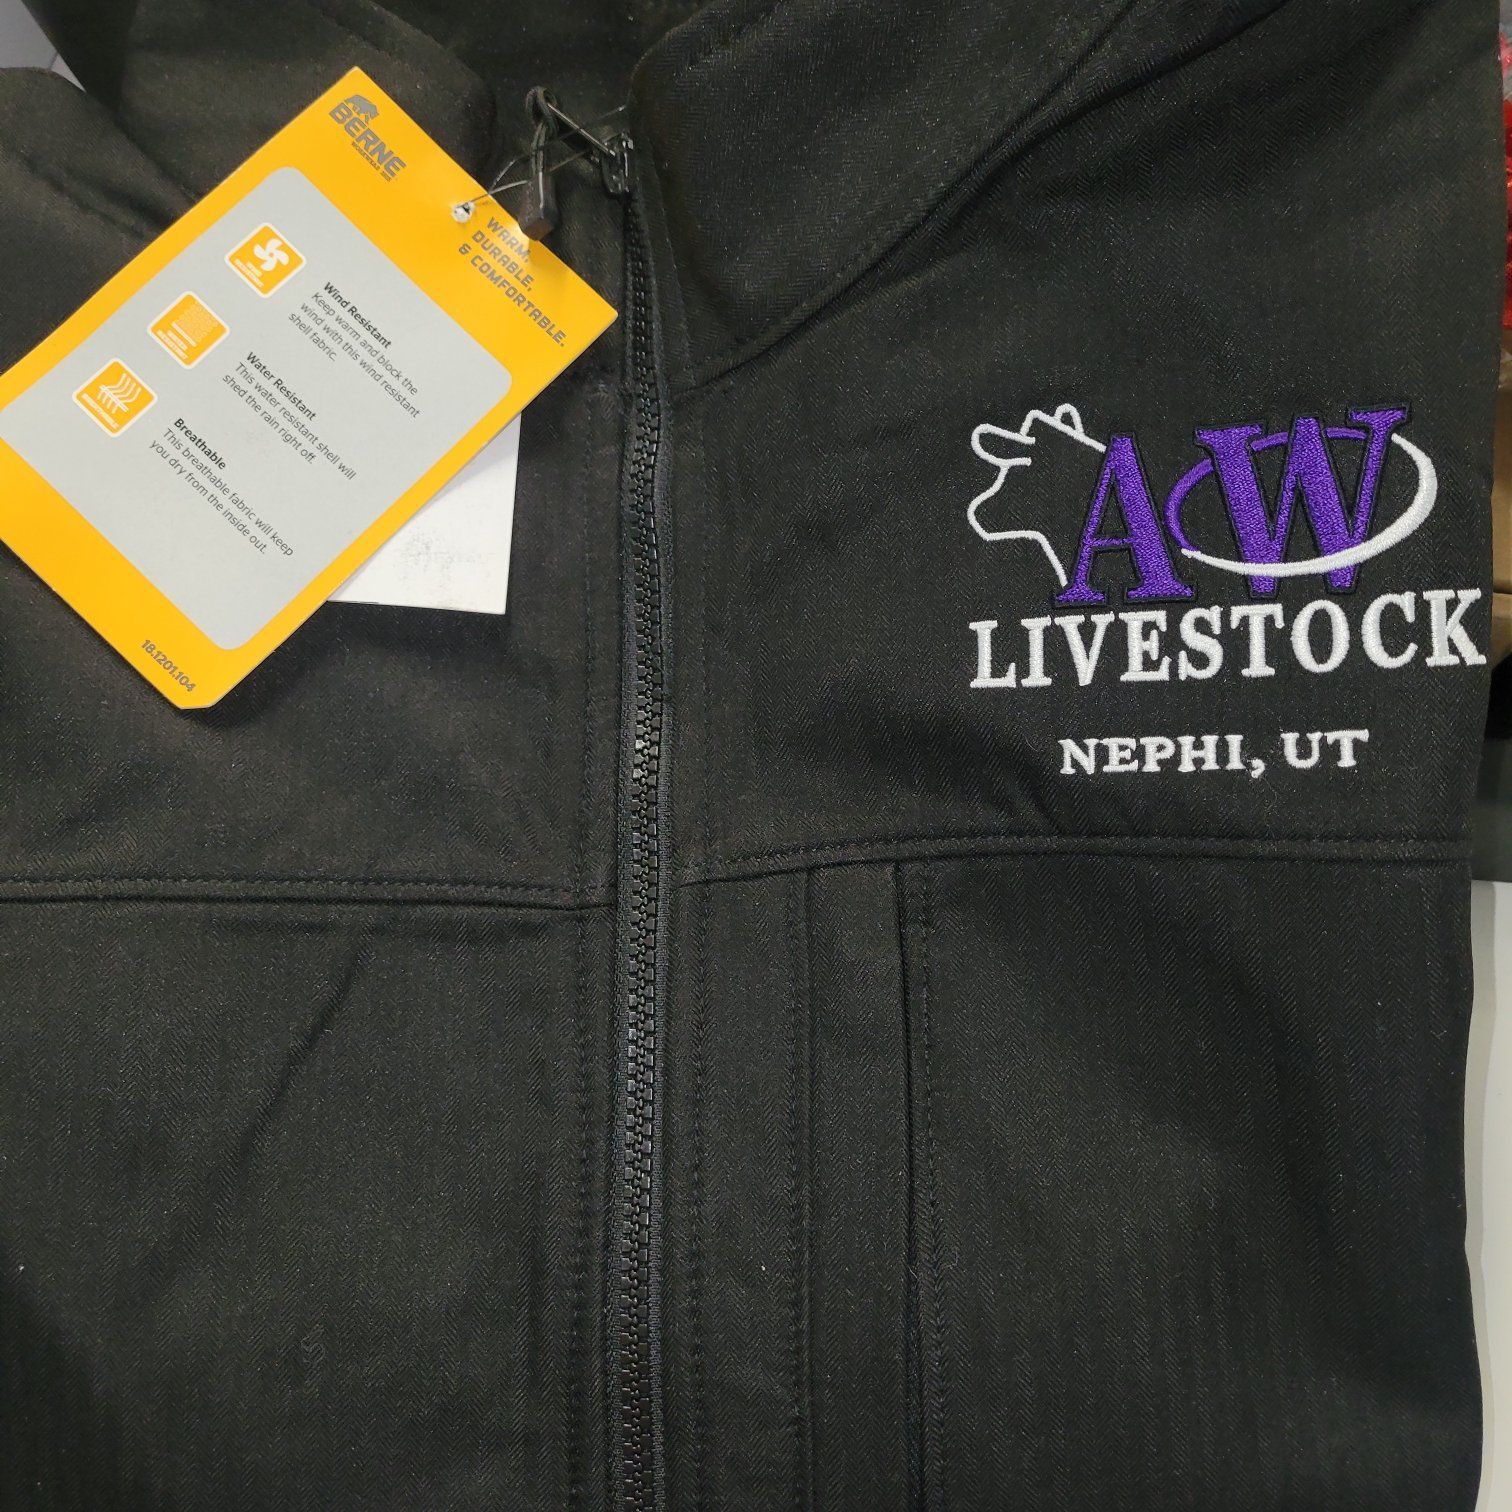 BERNE
WORKWEAR
WARM,
DURABLE,
& COMFORTABLE.
Wind Resistant
Keep warm and block the
wind with this wind resistant
shell fabric.
Water Resistant
This water resistant shell will
shed the rain right off.
Breathable
This breathable fabric will keep
you dry from the inside out.
18.1201.104
AW
LIVESTOCK
NEPHI, UT